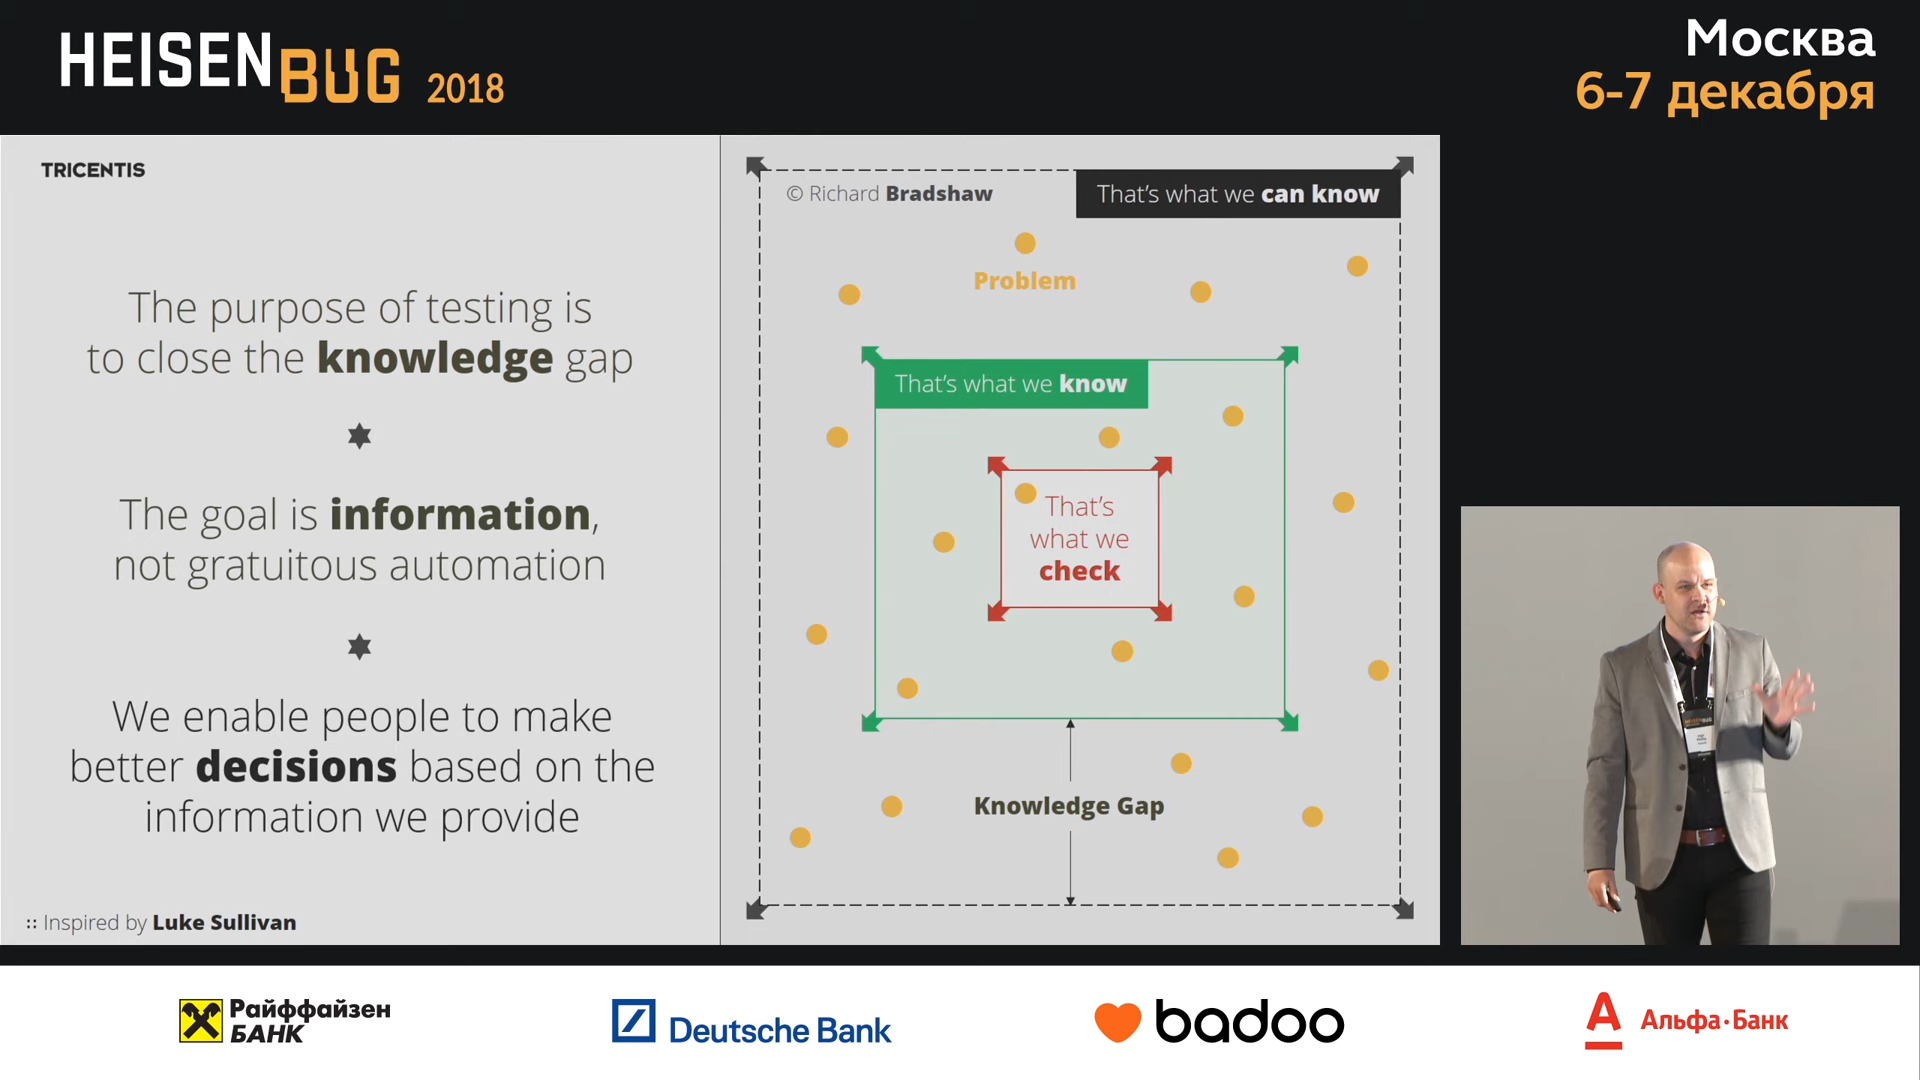 HEISENBUG 2018
Москва
6-7 декабря
TRICENTIS
The purpose of testing is
to close the knowledge gap
The goal is information,
not gratuitous automation
We enable people to make
better decisions based on the
information we provide
:: Inspired by Luke Sullivan
© Richard Bradshaw
That's what we can know
Problem
That's what we know
That's
what we
check
Knowledge Gap
Райффайзен
БАНК
Deutsche Bank
badoo
Альфа·Банк